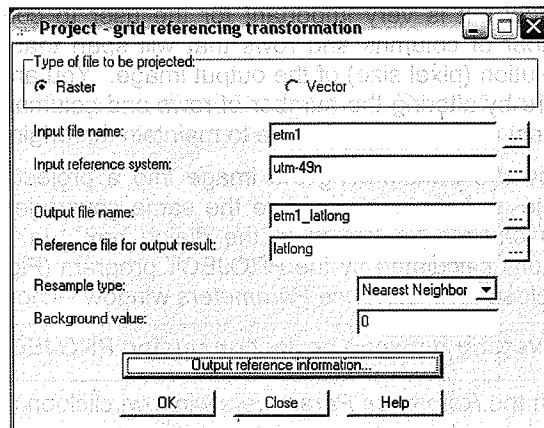 Project - grid referencing transformation
Type of file to be projected:
Raster Vector
Input file name: etm1 ...
Input reference system: utm-49n ...
Output file name: etm1_latlong ...
Reference file for output result: latlong ...
Resample type: Nearest Neighbor
Background value: 0
Output reference information...
OK Close Help